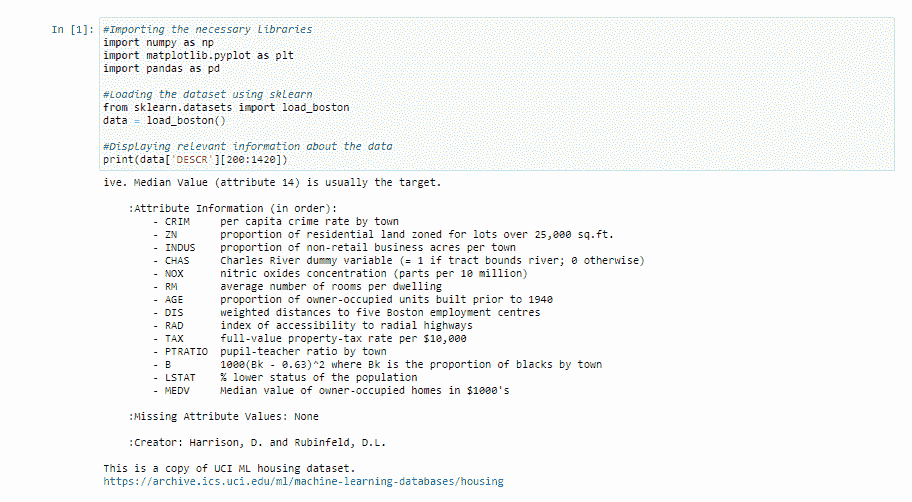 In [1]: #Importing the necessary Libraries
import numpy as np
import matplotlib.pyplot as plt
import pandas as pd
#Loading the dataset using sklearn
from sklearn.datasets import load_boston
data = load_boston()
#Displaying relevant information about the data
print(data['DESCR'][200:1420])
ive. Median Value (attribute 14) is usually the target.
:Attribute Information (in order):
- CRIM per capita crime rate by town
- ZN proportion of residential land zoned for lots over 25,000 sq.ft.
- INDUS proportion of non-retail business acres per town
- CHAS Charles River dummy variable (= 1 if tract bounds river; 0 otherwise)
- NOX nitric oxides concentration (parts per 10 million)
- RM average number of rooms per dwelling
- AGE proportion of owner-occupied units built prior to 1940
- DIS weighted distances to five Boston employment centres
- RAD index of accessibility to radial highways
- TAX full-value property-tax rate per $10,000
- PTRATIO pupil-teacher ratio by town
- B 1000(Bk - 0.63)^2 where Bk is the proportion of blacks by town
- LSTAT % lower status of the population
- MEDV Median value of owner-occupied homes in $1000's
:Missing Attribute Values: None
:Creator: Harrison, D. and Rubinfeld, D.L.
This is a copy of UCI ML housing dataset.
https://archive.ics.uci.edu/ml/machine-learning-databases/housing